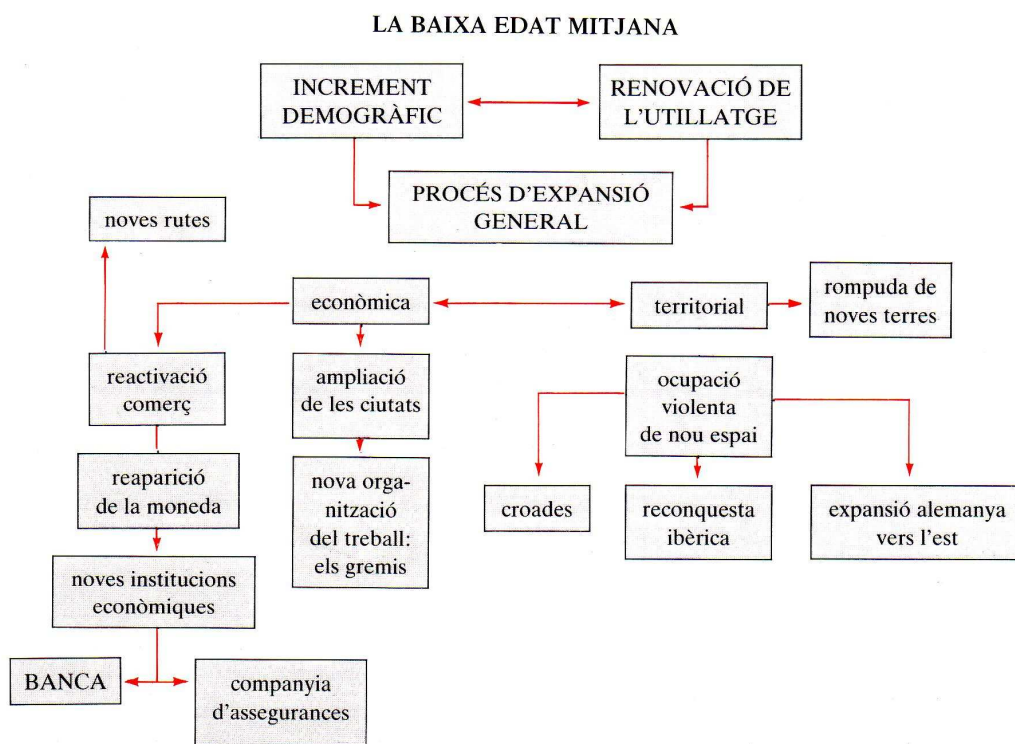 LA BAIXA EDAT MITJANA
INCREMENT
DEMOGRÀFIC
RENOVACIÓ DE
L'UTILLATGE
PROCÉS D'EXPANSIÓ
GENERAL
noves rutes
econòmica
territorial
rompuda de
noves terres
reactivació
comerç
ampliació
de les ciutats
ocupació
violenta
de nou espai
reaparició
de la moneda
nova orga-
nització
del treball:
els gremis
croades
reconquesta
ibèrica
expansió alemanya
vers l'est
noves institucions
econòmiques
BANCA
companyia
d'assegurances